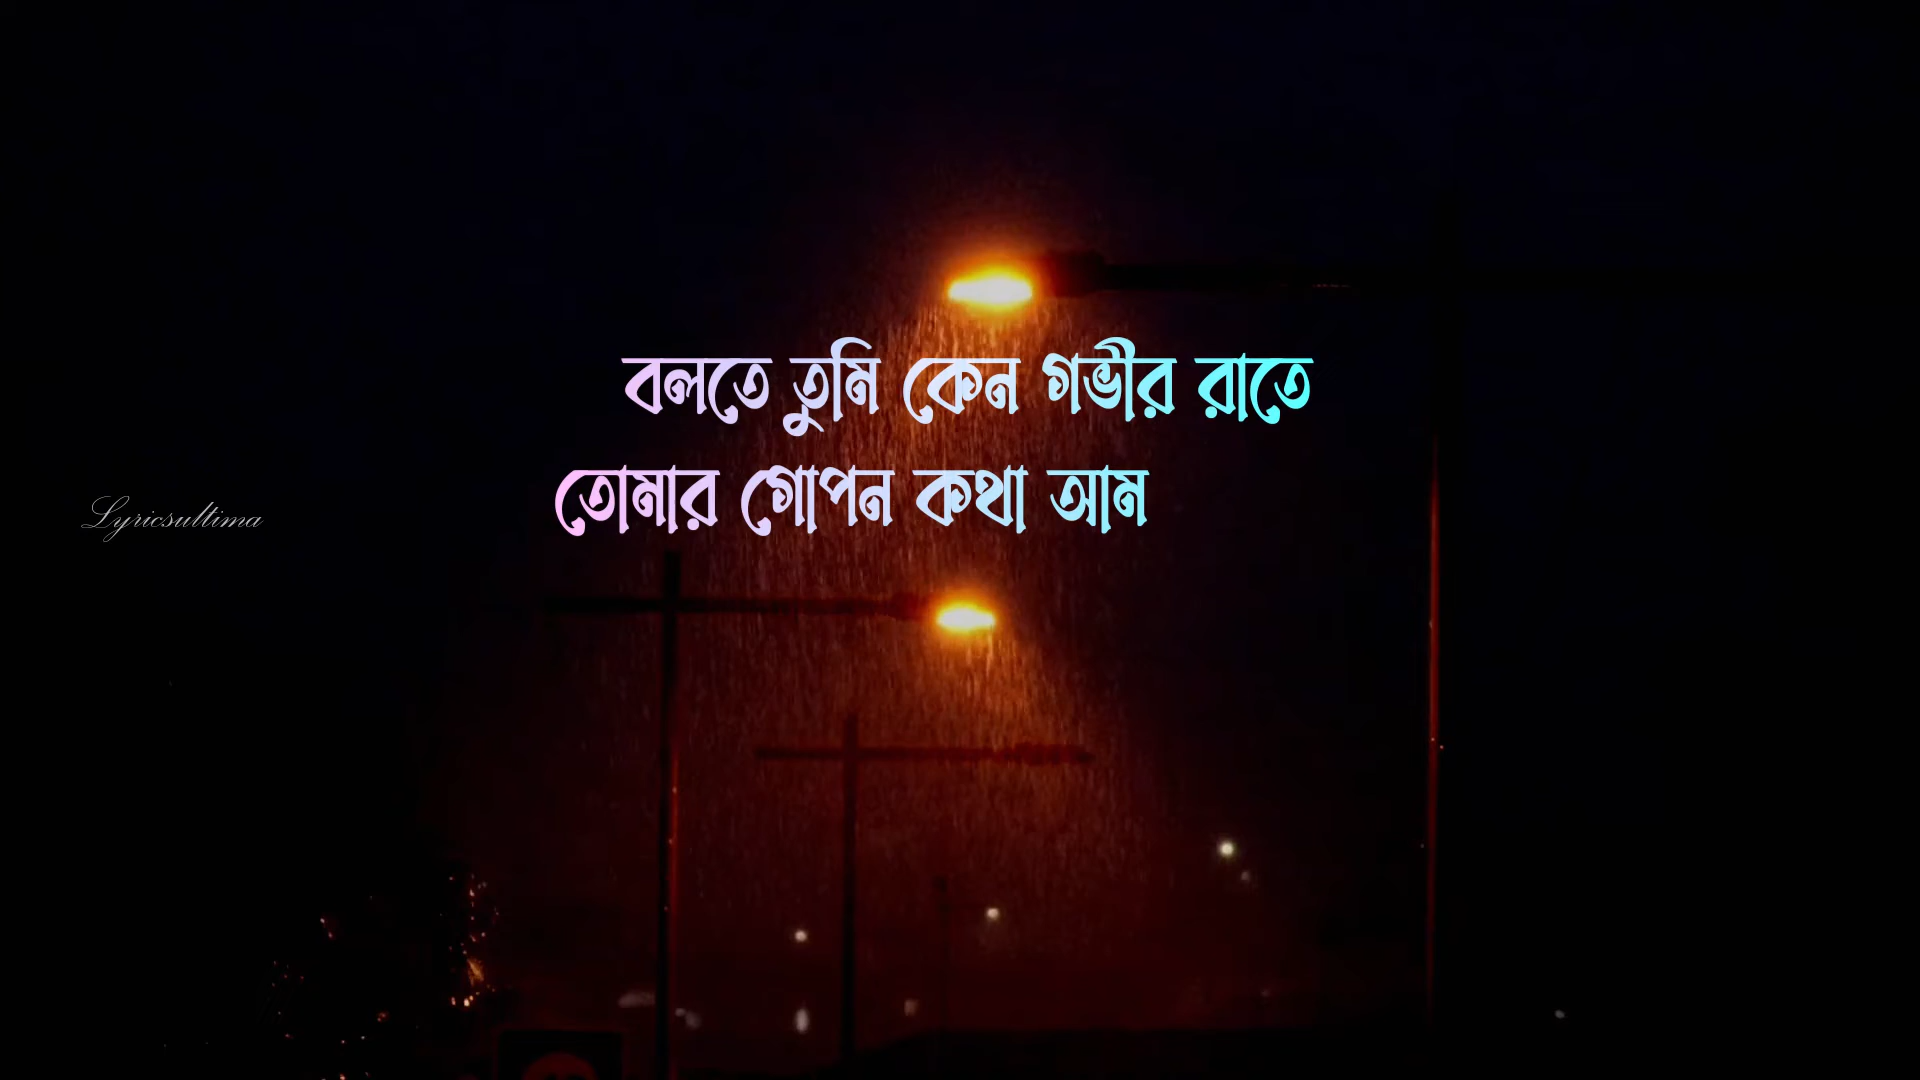 বলতে তুমি কেন গভীর রাতে
তোমার গোপন কথা আম
Lyricsultima